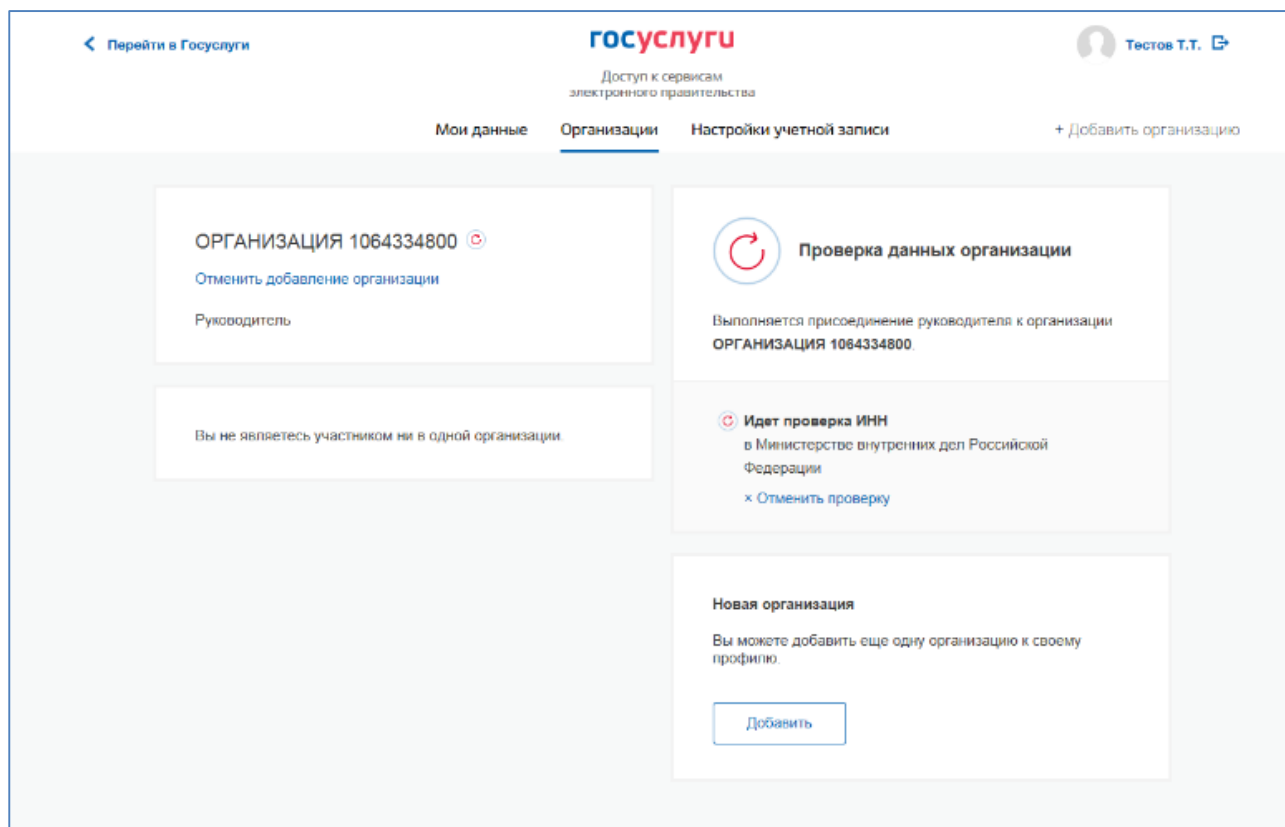 Перейти в Госуслуги
госуслуги
Тестов Т.Т.
Доступ к сервисам
электронного правительства
Мои данные
Организации
Настройки учетной записи
+ Добавить организацию
ОРГАНИЗАЦИЯ 1064334800
Отменить добавление организации
Руководитель
Вы не являетесь участником ни в одной организации.
Проверка данных организации
Выполняется присоединение руководителя к организации
ОРГАНИЗАЦИЯ 1064334800.
Идет проверка ИНН
в Министерстве внутренних дел Российской
Федерации
× Отменить проверку
Новая организация
Вы можете добавить еще одну организацию к своему
профилю.
Добавить